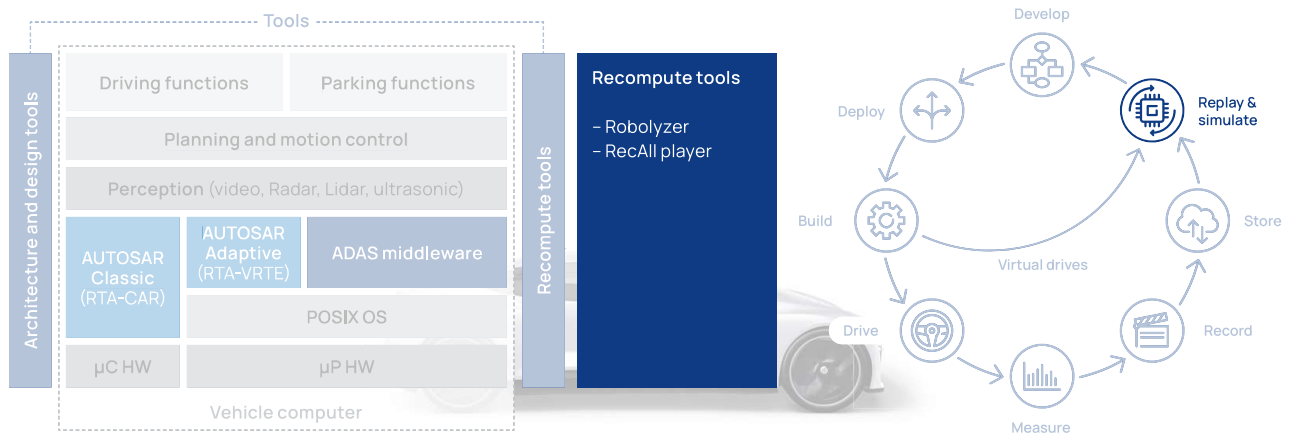 Tools
Architecture and design tools
Driving functions
Parking functions
Planning and motion control
Perception (video, Radar, Lidar, ultrasonic)
AUTOSAR
Classic
(RTA-CAR)
AUTOSAR
Adaptive
(RTA-VRTE)
ADAS middleware
POSIX OS
µC HW
µP HW
Vehicle computer
Recompute tools
Recompute tools
– Robolyzer
– RecAll player
Develop
Replay &
simulate
Deploy
Build
Store
Virtual drives
Drive
Record
Measure